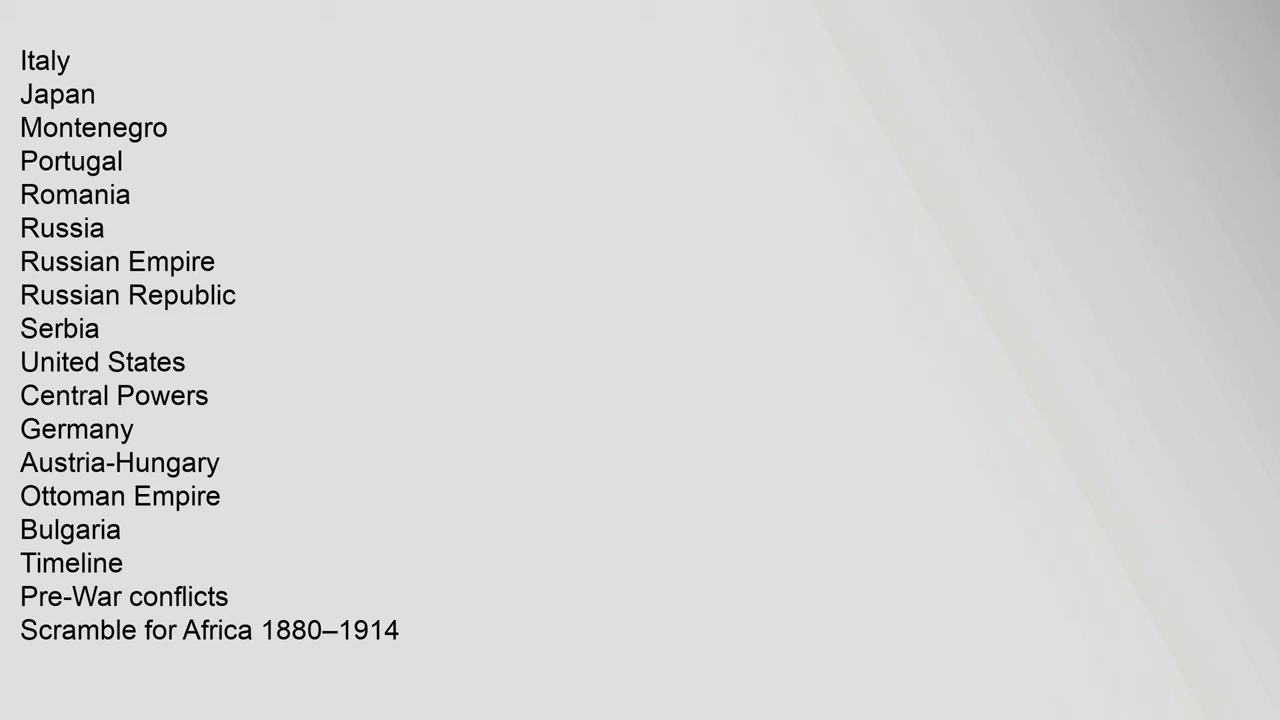 Italy
Japan
Montenegro
Portugal
Romania
Russia
Russian Empire
Russian Republic
Serbia
United States
Central Powers
Germany
Austria-Hungary
Ottoman Empire
Bulgaria
Timeline
Pre-War conflicts
Scramble for Africa 1880–1914